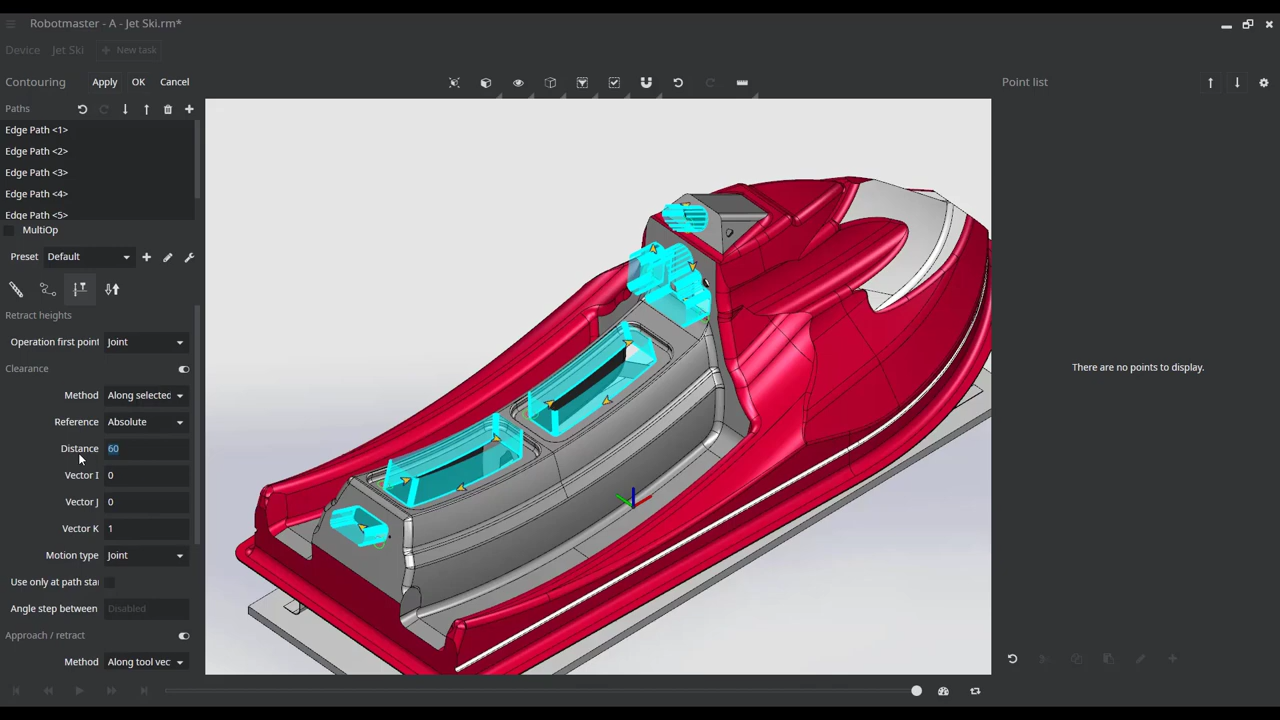 Robotmaster - A - Jet Ski.rm*
Device
Jet Ski
+ New task
Contouring
Apply
OK
Cancel
Point list
Paths
Edge Path <1>
Edge Path <2>
Edge Path <3>
Edge Path <4>
Edge Path <5>
MultiOp
Preset
Default
Retract heights
Operation first point
Joint
Clearance
Method
Along selected
Reference
Absolute
Distance
60
Vector I
0
Vector J
0
Vector K
1
Motion type
Joint
Use only at path sta
Angle step between
Disabled
Approach / retract
Method
Along tool vec
There are no points to display.